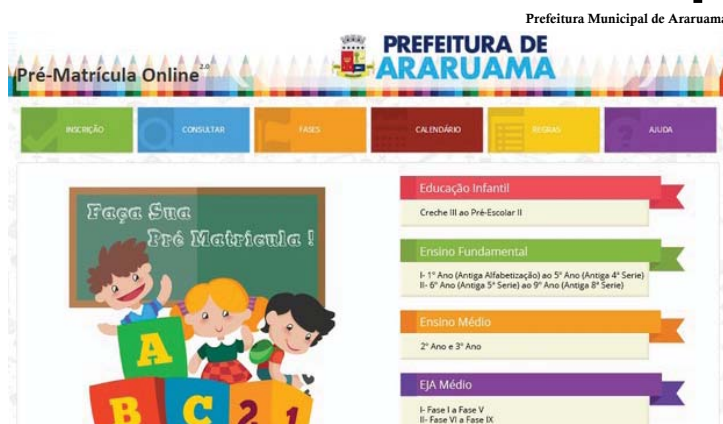 Prefeitura Municipal de Araruama
Pré-Matrícula Online 2.0
PREFEITURA DE
ARARUAMA
INSCRIÇÃO
CONSULTAR
FASES
CALENDÁRIO
REGRAS
AJUDA
Faça Sua
Pré Matrícula !
A
B C 2 1
Educação Infantil
Creche III ao Pré-Escolar II
Ensino Fundamental
I- 1º Ano (Antiga Alfabetização) ao 5º Ano (Antiga 4ª Serie)
II- 6º Ano (Antiga 5ª Serie) ao 9º Ano (Antiga 8ª Serie)
Ensino Médio
2º Ano e 3º Ano
EJA Médio
I- Fase I a Fase V
II- Fase VI a Fase IX